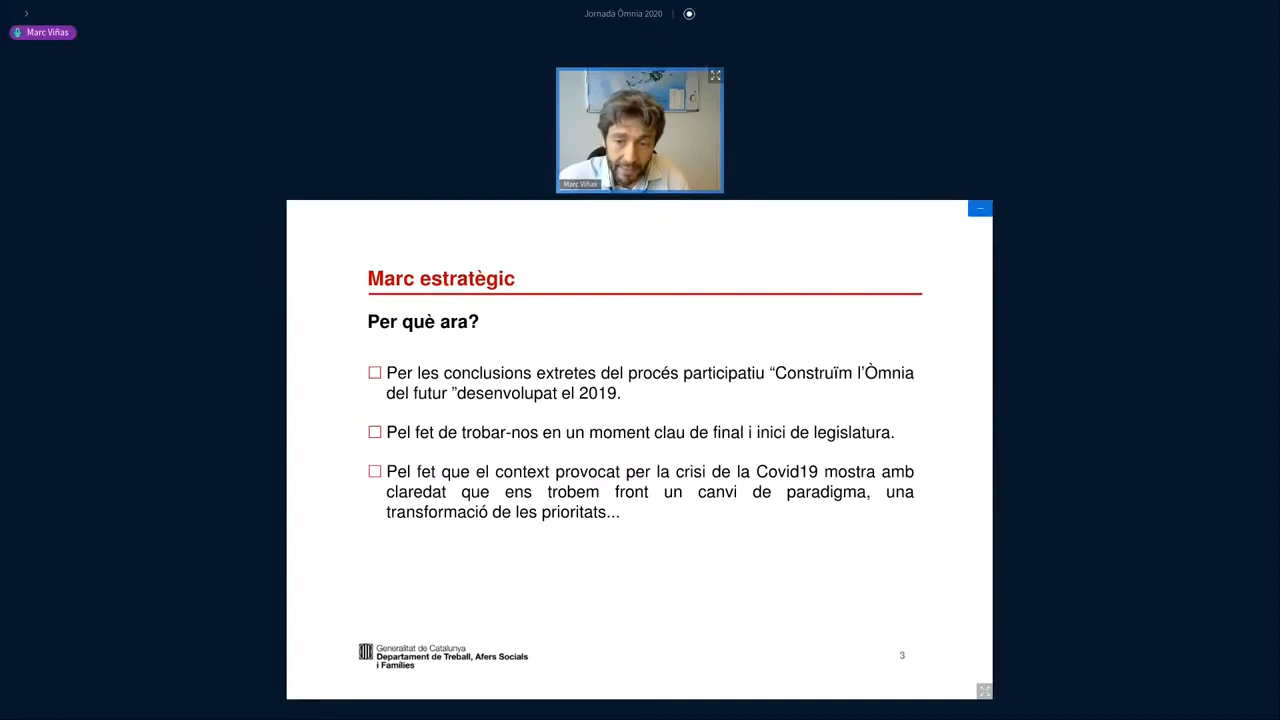 Jornada Òmnia 2020
Marc Viñas
Marc Viñas
Marc estratègic
Per què ara?
Per les conclusions extretes del procés participatiu “Construïm l’Òmnia
del futur ”desenvolupat el 2019.
Pel fet de trobar-nos en un moment clau de final i inici de legislatura.
Pel fet que el context provocat per la crisi de la Covid19 mostra amb
claredat que ens trobem front un canvi de paradigma, una
transformació de les prioritats...
Generalitat de Catalunya
Departament de Treball, Afers Socials
i Famílies
3